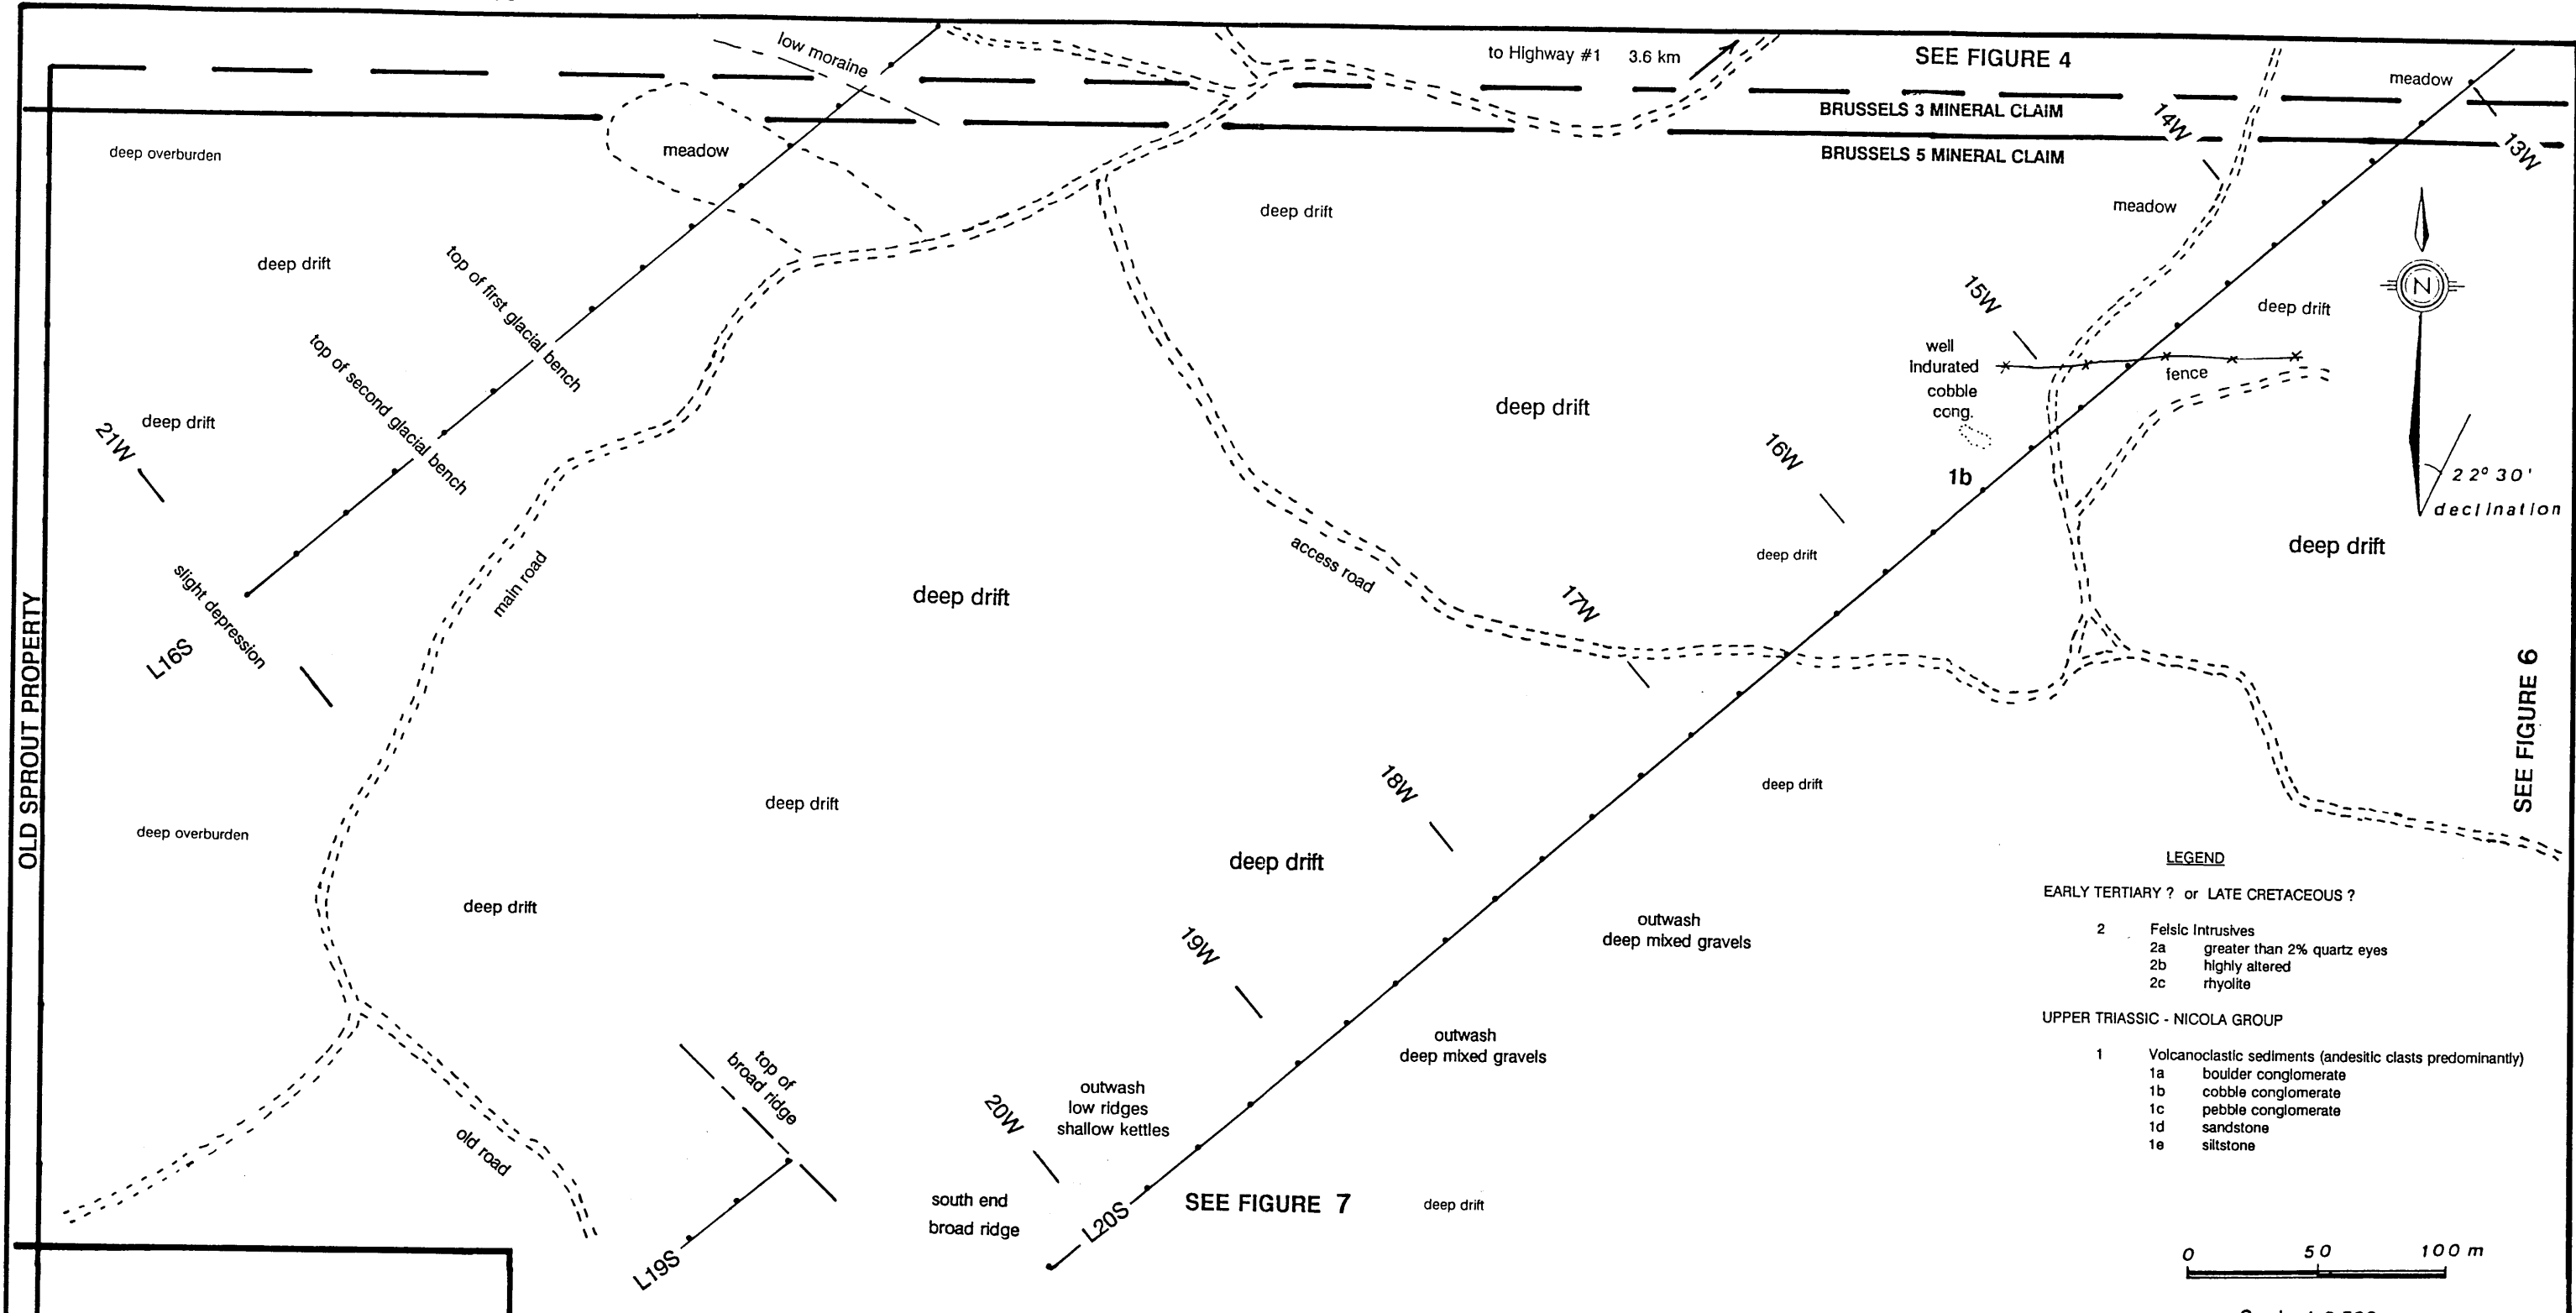 to Highway #1 3.6 km
SEE FIGURE 4
low moraine
meadow
BRUSSELS 3 MINERAL CLAIM
BRUSSELS 5 MINERAL CLAIM
14W
13W
deep overburden
meadow
deep drift
meadow
deep drift
top of first glacial bench
15W
deep drift
N
well
Indurated
cobble
cong.
fence
top of second glacial bench
deep drift
deep drift
21W
16W
1b
22° 30'
declination
deep drift
deep drift
access road
main road
deep drift
slight depression
L16S
17W
OLD SPROUT PROPERTY
SEE FIGURE 6
18W
deep drift
deep drift
deep overburden
deep drift
deep drift
19W
outwash
deep mixed gravels
outwash
deep mixed gravels
top of
broad ridge
old road
20W
outwash
low ridges
shallow kettles
south end
broad ridge
L20S
SEE FIGURE 7
deep drift
L19S
LEGEND
EARLY TERTIARY ? or LATE CRETACEOUS ?
2 Felsic Intrusives
2a greater than 2% quartz eyes
2b highly altered
2c rhyolite
UPPER TRIASSIC - NICOLA GROUP
1 Volcanoclastic sediments (andesitic clasts predominantly)
1a boulder conglomerate
1b cobble conglomerate
1c pebble conglomerate
1d sandstone
1e siltstone
0 50 100 m